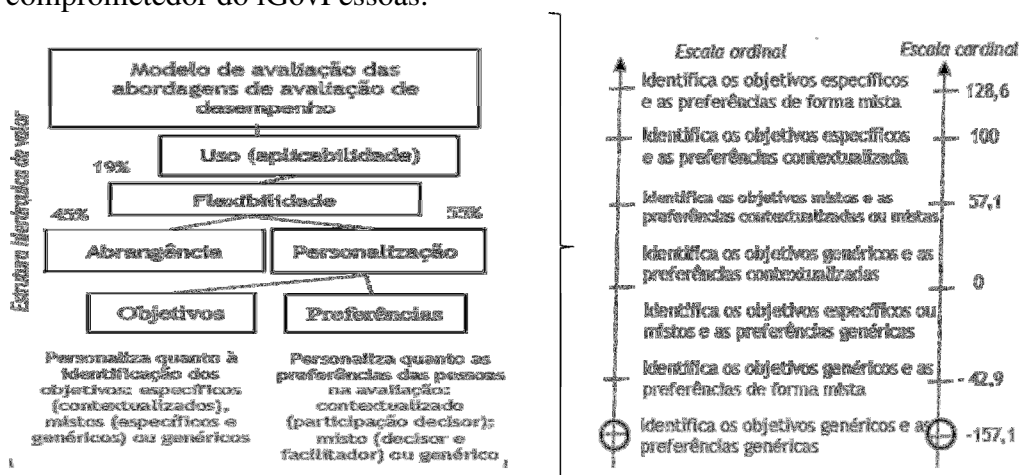 comprometedor do iGovPessoas.
Estrutura Hierárquica de valor
Modelo de avaliação das
abordagens de avaliação de
desempenho
Uso (aplicabilidade)
19%
Flexibilidade
45%
55%
Abrangência
Personalização
Objetivos
Preferências
Personaliza quanto à
identificação dos
objetivos: específicos
(contextualizados),
mistos (específicos e
genéricos) ou genéricos
Personaliza quanto as
preferências das pessoas
na avaliação:
contextualizado
(participação decisor);
misto (decisor e
facilitador) ou genérico
Escala ordinal
Escala cardinal
Identifica os objetivos específicos
e as preferências de forma mista
128,6
Identifica os objetivos específicos
e as preferências contextualizada
100
Identifica os objetivos mistos e as
preferências contextualizadas ou mistas
57,1
Identifica os objetivos genéricos e as
preferências contextualizadas
0
Identifica os objetivos específicos ou
mistos e as preferências genéricas
Identifica os objetivos genéricos e as
preferências de forma mista
- 42,9
Identifica os objetivos genéricos e as
preferências genéricas
-157,1